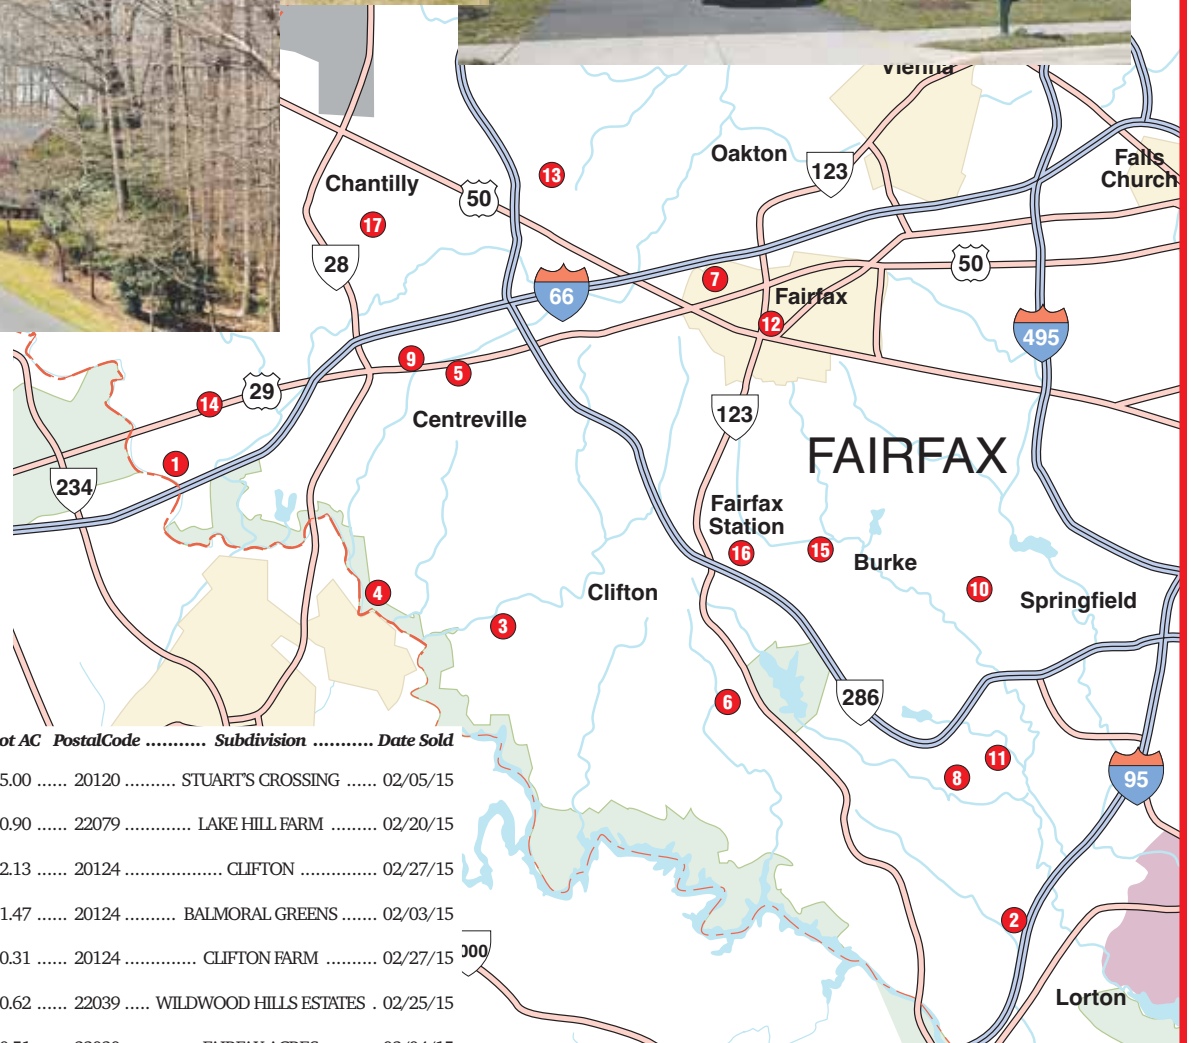 Vienna
Oakton
123
Falls
Church
13
Chantilly
50
17
28
50
7
66
Fairfax
12
495
9
5
29
14
Centreville
123
1
FAIRFAX
234
Fairfax
Station
16
15
Burke
4
Clifton
10
Springfield
3
6
286
11
8
95
2
Lorton
000
ot AC PostalCode ........... Subdivision ........... Date Sold
5.00 ...... 20120 .......... STUART'S CROSSING ...... 02/05/15
0.90 ...... 22079 ............. LAKE HILL FARM ......... 02/20/15
2.13 ...... 20124 ................... CLIFTON ............... 02/27/15
1.47 ...... 20124 .......... BALMORAL GREENS ....... 02/03/15
0.31 ...... 20124 .............. CLIFTON FARM .......... 02/27/15
0.62 ...... 22039 ..... WILDWOOD HILLS ESTATES . 02/25/15